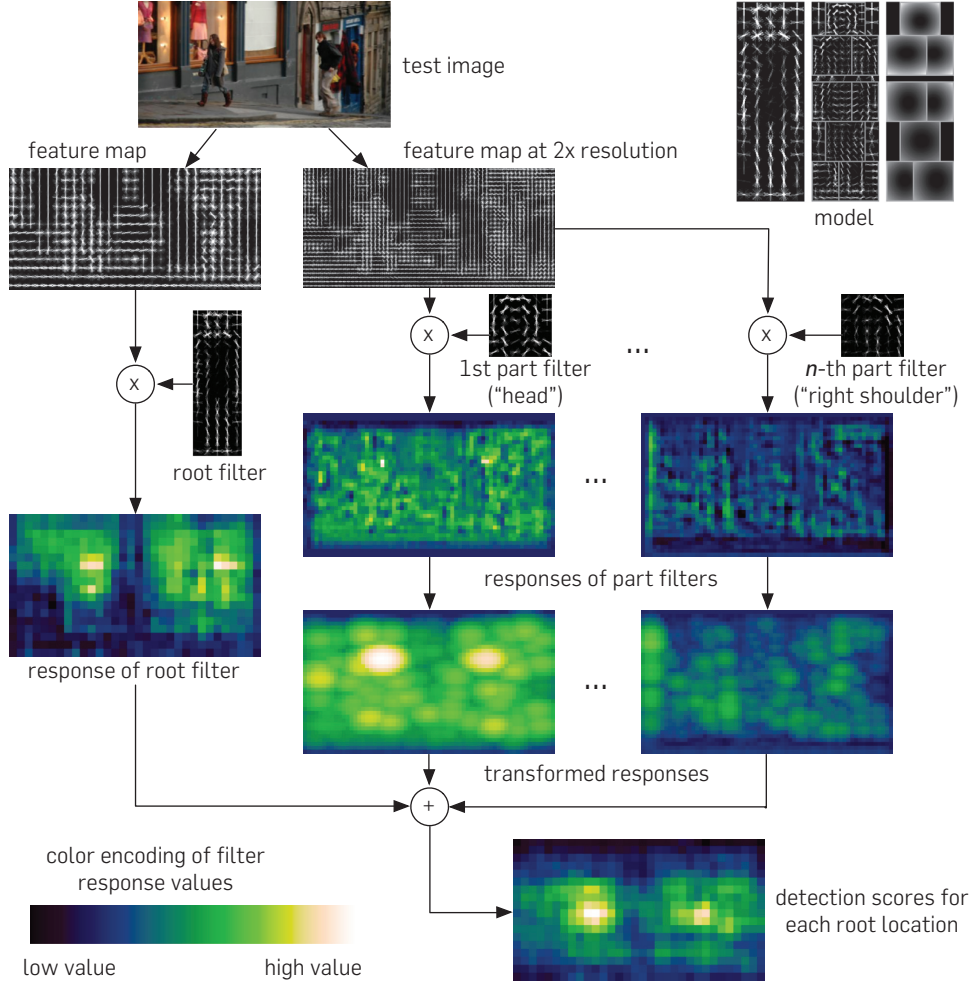 test image
feature map
feature map at 2x resolution
model
x
x
x
...
1st part filter
("head")
n-th part filter
("right shoulder")
root filter
...
responses of part filters
response of root filter
...
transformed responses
+
color encoding of filter
response values
low value
high value
detection scores for
each root location